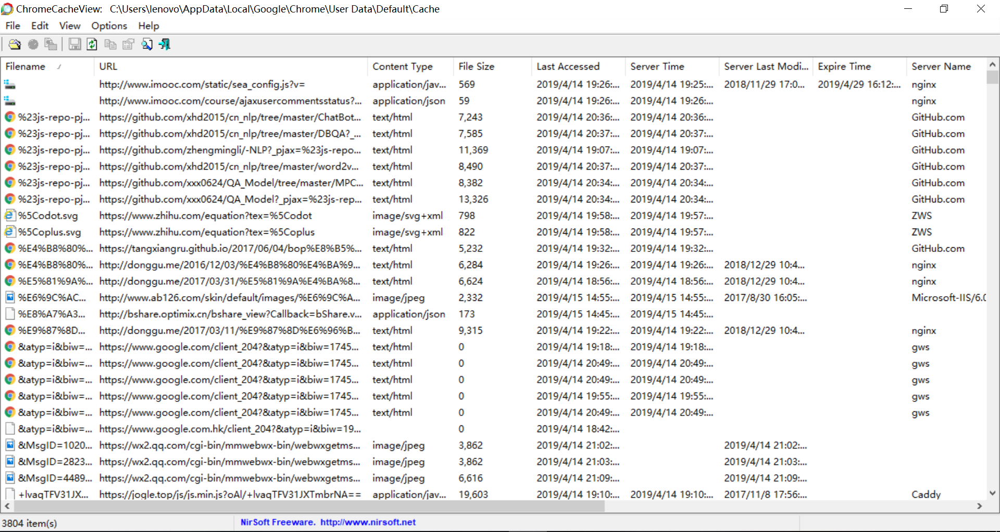 ChromeCacheView:   C:\Users\lenovo\AppData\Local\Google\Chrome\User Data\Default\Cache
File Edit View Options Help
Filename URL Content Type File Size Last Accessed Server Time Server Last Modi... Expire Time Server Name
http://www.imooc.com/static/sea_config.js?v= application/jav... 569 2019/4/14 19:26:... 2019/4/14 19:25:... 2018/11/29 17:0... 2019/4/29 16:12:... nginx
http://www.imooc.com/course/ajaxusercommentsstatus?... application/json 59 2019/4/14 19:26:... 2019/4/14 19:26:... nginx
%23js-repo-pj... https://github.com/xhd2015/cn_nlp/tree/master/ChatBot... text/html 7,243 2019/4/14 20:36:... 2019/4/14 20:36:... GitHub.com
%23js-repo-pj... https://github.com/xhd2015/cn_nlp/tree/master/DBQA?_... text/html 7,585 2019/4/14 20:37:... 2019/4/14 20:37:... GitHub.com
%23js-repo-pj... https://github.com/zhengmingli/-NLP?_pjax=%23js-repo... text/html 11,369 2019/4/14 19:07:... 2019/4/14 19:07:... GitHub.com
%23js-repo-pj... https://github.com/xhd2015/cn_nlp/tree/master/word2v... text/html 8,490 2019/4/14 20:37:... 2019/4/14 20:37:... GitHub.com
%23js-repo-pj... https://github.com/xxx0624/QA_Model/tree/master/MPC... text/html 8,382 2019/4/14 20:34:... 2019/4/14 20:34:... GitHub.com
%23js-repo-pj... https://github.com/xxx0624/QA_Model?_pjax=%23js-rep... text/html 13,326 2019/4/14 20:34:... 2019/4/14 20:34:... GitHub.com
%5Codot.svg https://www.zhihu.com/equation?tex=%5Codot image/svg+xml 798 2019/4/14 19:58:... 2019/4/14 19:57:... ZWS
%5Coplus.svg https://www.zhihu.com/equation?tex=%5Coplus image/svg+xml 822 2019/4/14 19:58:... 2019/4/14 19:57:... ZWS
%E4%B8%80%... https://tangxiangru.github.io/2017/06/04/bop%E8%B5%... text/html 5,232 2019/4/14 19:32:... 2019/4/14 19:32:... GitHub.com
%E4%B8%80%... http://donggu.me/2016/12/03/%E4%B8%80%E4%BA%9... text/html 6,284 2019/4/14 19:26:... 2019/4/14 19:26:... 2018/12/29 10:4... nginx
%E5%81%9A%... http://donggu.me/2017/03/31/%E5%81%9A%E4%BA%8... text/html 6,624 2019/4/14 18:56:... 2019/4/14 18:56:... 2018/12/29 10:4... nginx
%E6%9C%AC... http://www.ab126.com/skin/default/images/%E6%9C%A... image/jpeg 2,332 2019/4/15 14:55:... 2019/4/15 14:55:... 2017/8/30 16:05:... Microsoft-IIS/6.0
%E8%A7%A3... http://bshare.optimix.cn/bshare_view?Callback=bShare.v... application/json 173 2019/4/15 14:45:... 2019/4/15 14:45:...
%E9%87%8D... http://donggu.me/2017/03/11/%E9%87%8D%E6%96%B... text/html 9,315 2019/4/14 19:22:... 2019/4/14 19:22:... 2018/12/29 10:4... nginx
&atyp=i&biw=... https://www.google.com/client_204?&atyp=i&biw=1745... text/html 0 2019/4/14 19:18:... 2019/4/14 19:18:... gws
&atyp=i&biw=... https://www.google.com/client_204?&atyp=i&biw=1745... text/html 0 2019/4/14 20:49:... 2019/4/14 20:49:... gws
&atyp=i&biw=... https://www.google.com/client_204?&atyp=i&biw=1745... text/html 0 2019/4/14 20:49:... 2019/4/14 20:49:... gws
&atyp=i&biw=... https://www.google.com/client_204?&atyp=i&biw=1745... text/html 0 2019/4/14 19:55:... 2019/4/14 19:55:... gws
&atyp=i&biw=... https://www.google.com/client_204?&atyp=i&biw=1745... text/html 0 2019/4/14 20:49:... 2019/4/14 20:49:... gws
&atyp=i&biw=... https://www.google.com.hk/client_204?&atyp=i&biw=19... 0 2019/4/14 18:42:...
&MsgID=1020... https://wx2.qq.com/cgi-bin/mmwebwx-bin/webwxgetms... image/jpeg 3,862 2019/4/14 21:02:... 2019/4/14 21:02:...
&MsgID=2823... https://wx2.qq.com/cgi-bin/mmwebwx-bin/webwxgetms... image/jpeg 3,862 2019/4/14 21:03:... 2019/4/14 21:03:...
&MsgID=4489... https://wx2.qq.com/cgi-bin/mmwebwx-bin/webwxgetms... image/jpeg 6,616 2019/4/14 21:09:... 2019/4/14 21:09:...
+lvaqTFV31JX... https://jogle.top/js/js.min.js?oAl/+lvaqTFV31JXTmbrNA== application/jav... 19,603 2019/4/14 19:10:... 2019/4/14 19:10:... 2017/11/8 17:56:... Caddy
3804 item(s) NirSoft Freeware.  http://www.nirsoft.net